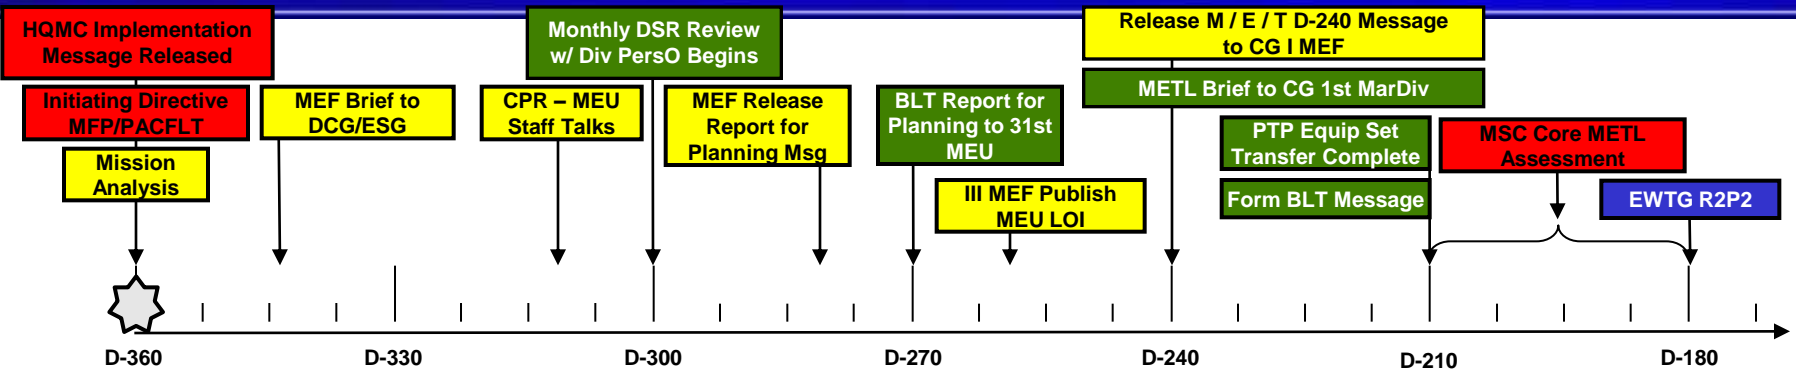 HQMC Implementation
Message Released
Initiating Directive
MFP/PACFLT
Mission
Analysis
MEF Brief to
DCG/ESG
CPR – MEU
Staff Talks
Monthly DSR Review
w/ Div PersO Begins
MEF Release
Report for
Planning Msg
BLT Report for
Planning to 31st
MEU
III MEF Publish
MEU LOI
Release M / E / T D-240 Message
to CG I MEF
METL Brief to CG 1st MarDiv
PTP Equip Set
Transfer Complete
Form BLT Message
MSC Core METL
Assessment
EWTG R2P2
D-360
D-330
D-300
D-270
D-240
D-210
D-180